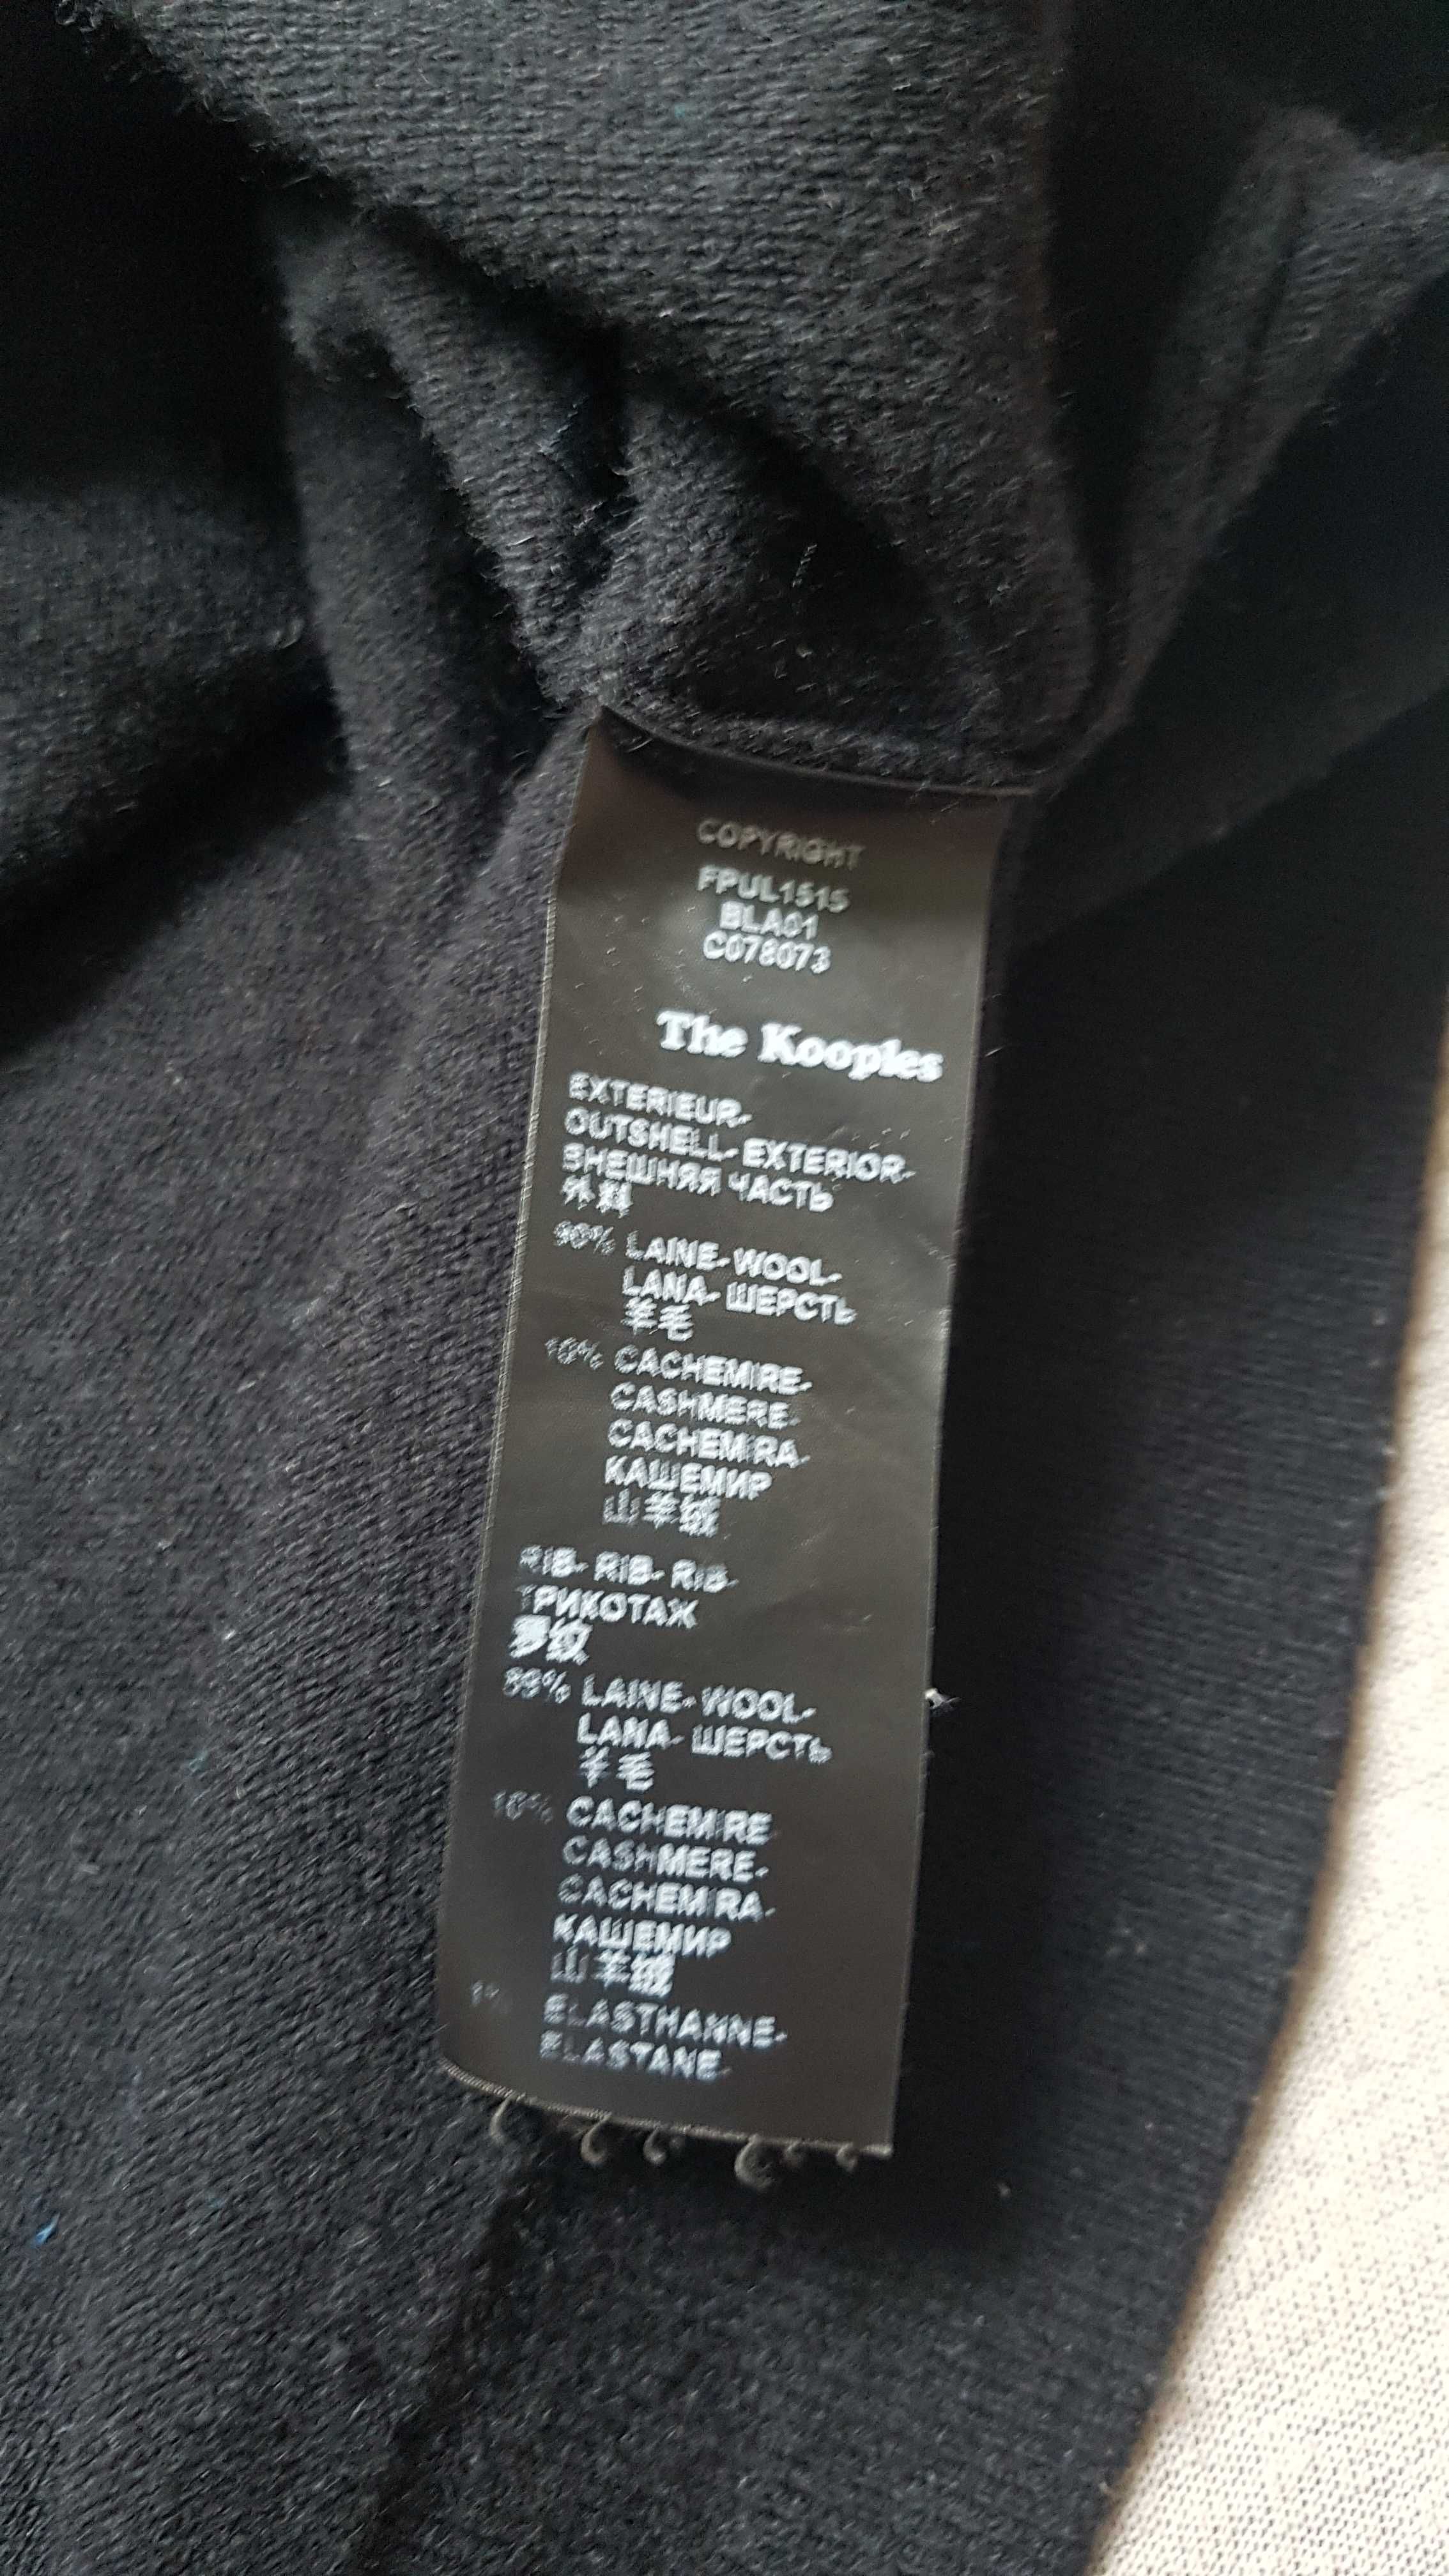 COPYRIGHT
FPUL1515
BLA01
C078073
The Kooples
EXTERIEUR-
OUTSHELL- EXTERIOR-
ВНЕШНЯЯ ЧАСТЬ
外料
90% LAINE- WOOL-
LANA- ШЕРСТЬ
羊毛
10% CACHEMIRE-
CASHMERE-
CACHEMIRA-
КАШЕМИР
山羊绒
RIB- RIB- RIB-
ТРИКОТАЖ
罗纹
89% LAINE- WOOL-
LANA- ШЕРСТЬ
羊毛
10% CACHEMIRE
CASHMERE-
CACHEMIRA-
КАШЕМИР
山羊绒
1% ELASTHANNE-
ELASTANE-